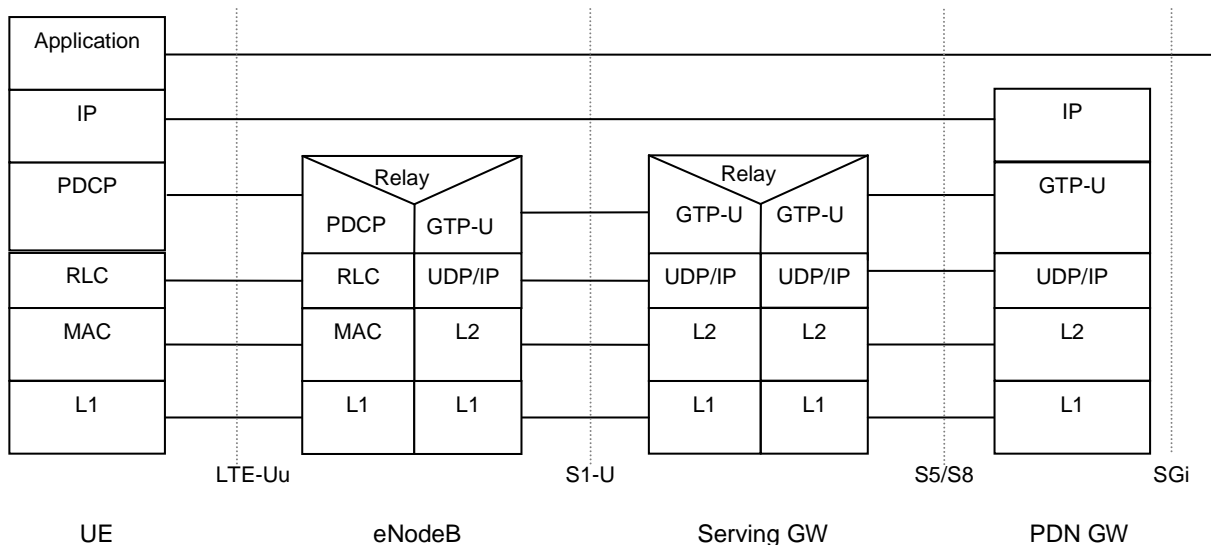 Application
IP
IP
PDCP
Relay
Relay
GTP-U
PDCP
GTP-U
GTP-U
GTP-U
RLC
RLC
UDP/IP
UDP/IP
UDP/IP
UDP/IP
MAC
MAC
L2
L2
L2
L2
L1
L1
L1
L1
L1
L1
LTE-Uu
S1-U
S5/S8
SGi
UE
eNodeB
Serving GW
PDN GW